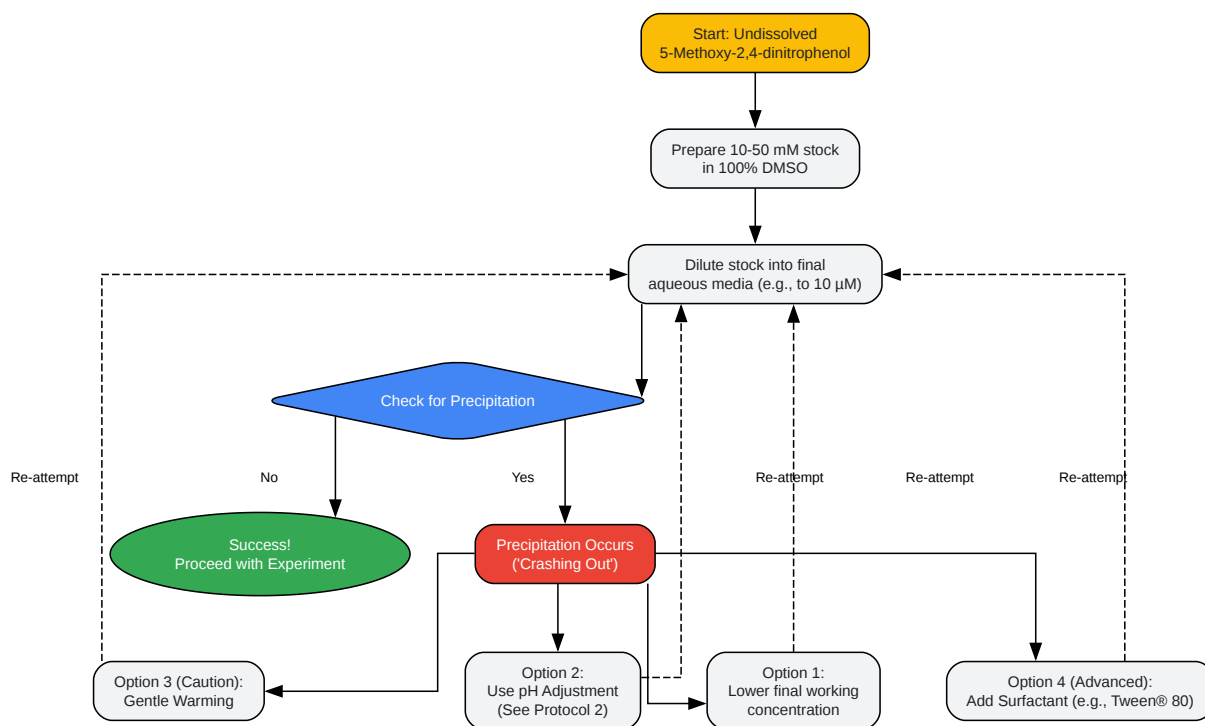 Start: Undissolved
5-Methoxy-2,4-dinitrophenol
Prepare 10-50 mM stock
in 100% DMSO
Dilute stock into final
aqueous media (e.g., to 10 µM)
Check for Precipitation
Re-attempt
No
Yes
Re-attempt
Re-attempt
Re-attempt
Success!
Proceed with Experiment
Precipitation Occurs
('Crashing Out')
Option 3 (Caution):
Gentle Warming
Option 2:
Use pH Adjustment
(See Protocol 2)
Option 1:
Lower final working
concentration
Option 4 (Advanced):
Add Surfactant (e.g., Tween® 80)